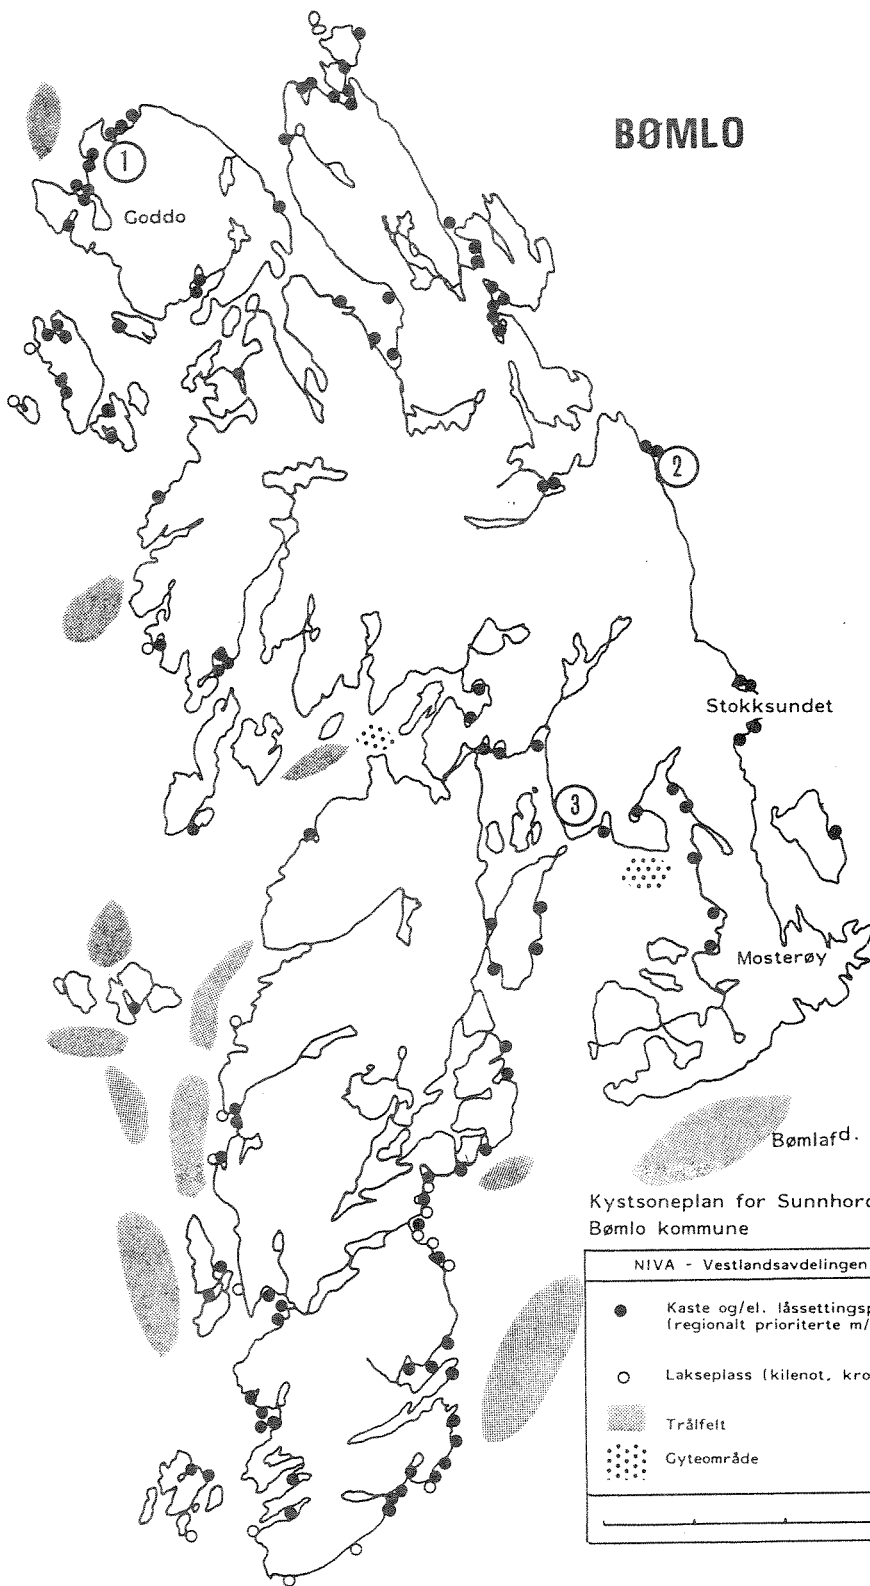 BØMLO
1
Goddo
2
Stokksundet
3
Mosterøy
Bømlafd.
Kystsoneplan for Sunnhord
Bømlo kommune
NIVA - Vestlandsavdelingen
Kaste og/el. låssettingsp
(regionalt prioriterte m/
Lakseplass (kilenot, kro
Trålfelt
Gyteområde